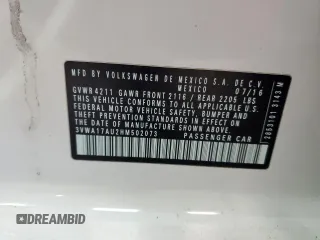 MFD BY VOLKSWAGEN DE MEXICO S.A. DE C.V.
MEXICO 07/16
GVWR 4211 GAWR FRONT 2116 / REAR 2205 LBS
THIS VEHICLE CONFORMS TO ALL APPLICABLE
FEDERAL MOTOR VEHICLE SAFETY, BUMPER, AND
THEFT PREVENTION STANDARDS IN EFFECT ON
THE DATE OF MANUFACTURE SHOWN ABOVE.
3VWA17AU2HM502073
PASSENGER CAR
DREAMBID